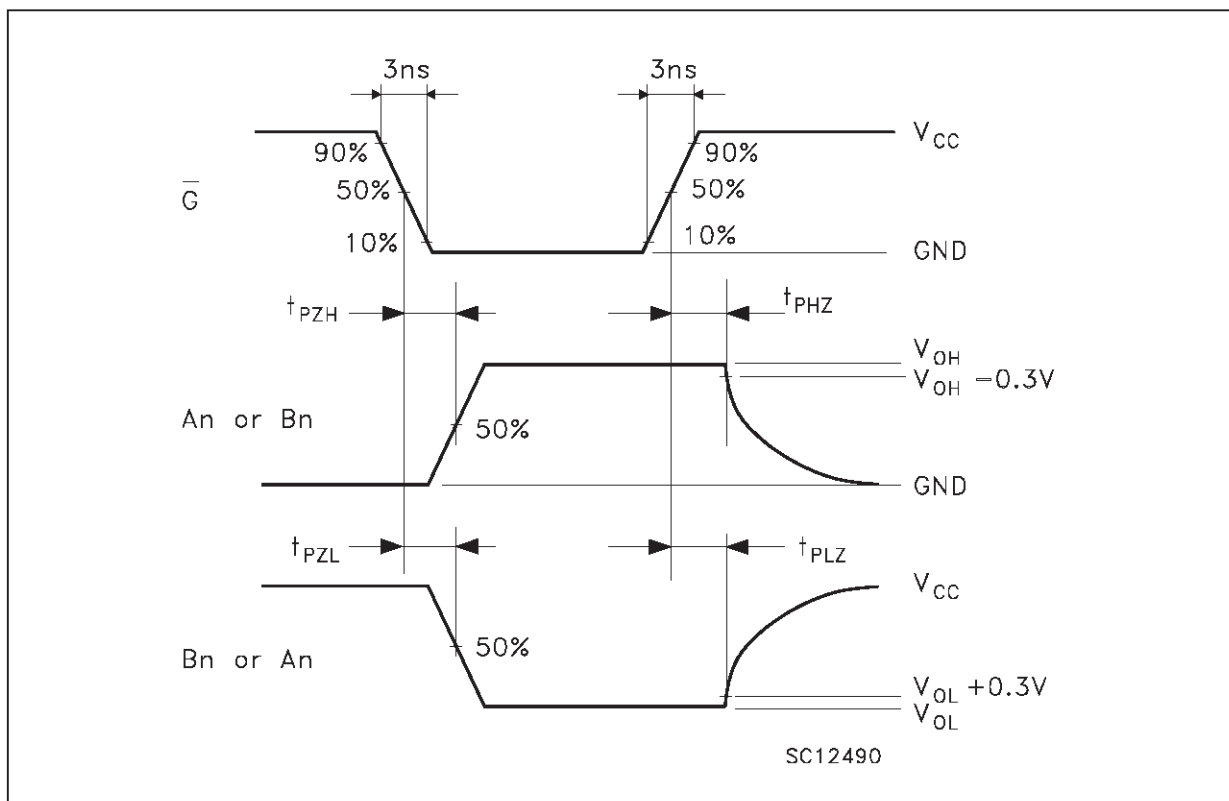 3ns 3ns
V_CC
90% 90%
G̅ 50% 50%
10% 10%
GND
t_PZH t_PHZ
V_OH
V_OH −0.3V
An or Bn 50%
GND
t_PZL t_PLZ
V_CC
50%
Bn or An
V_OL +0.3V
V_OL
SC12490